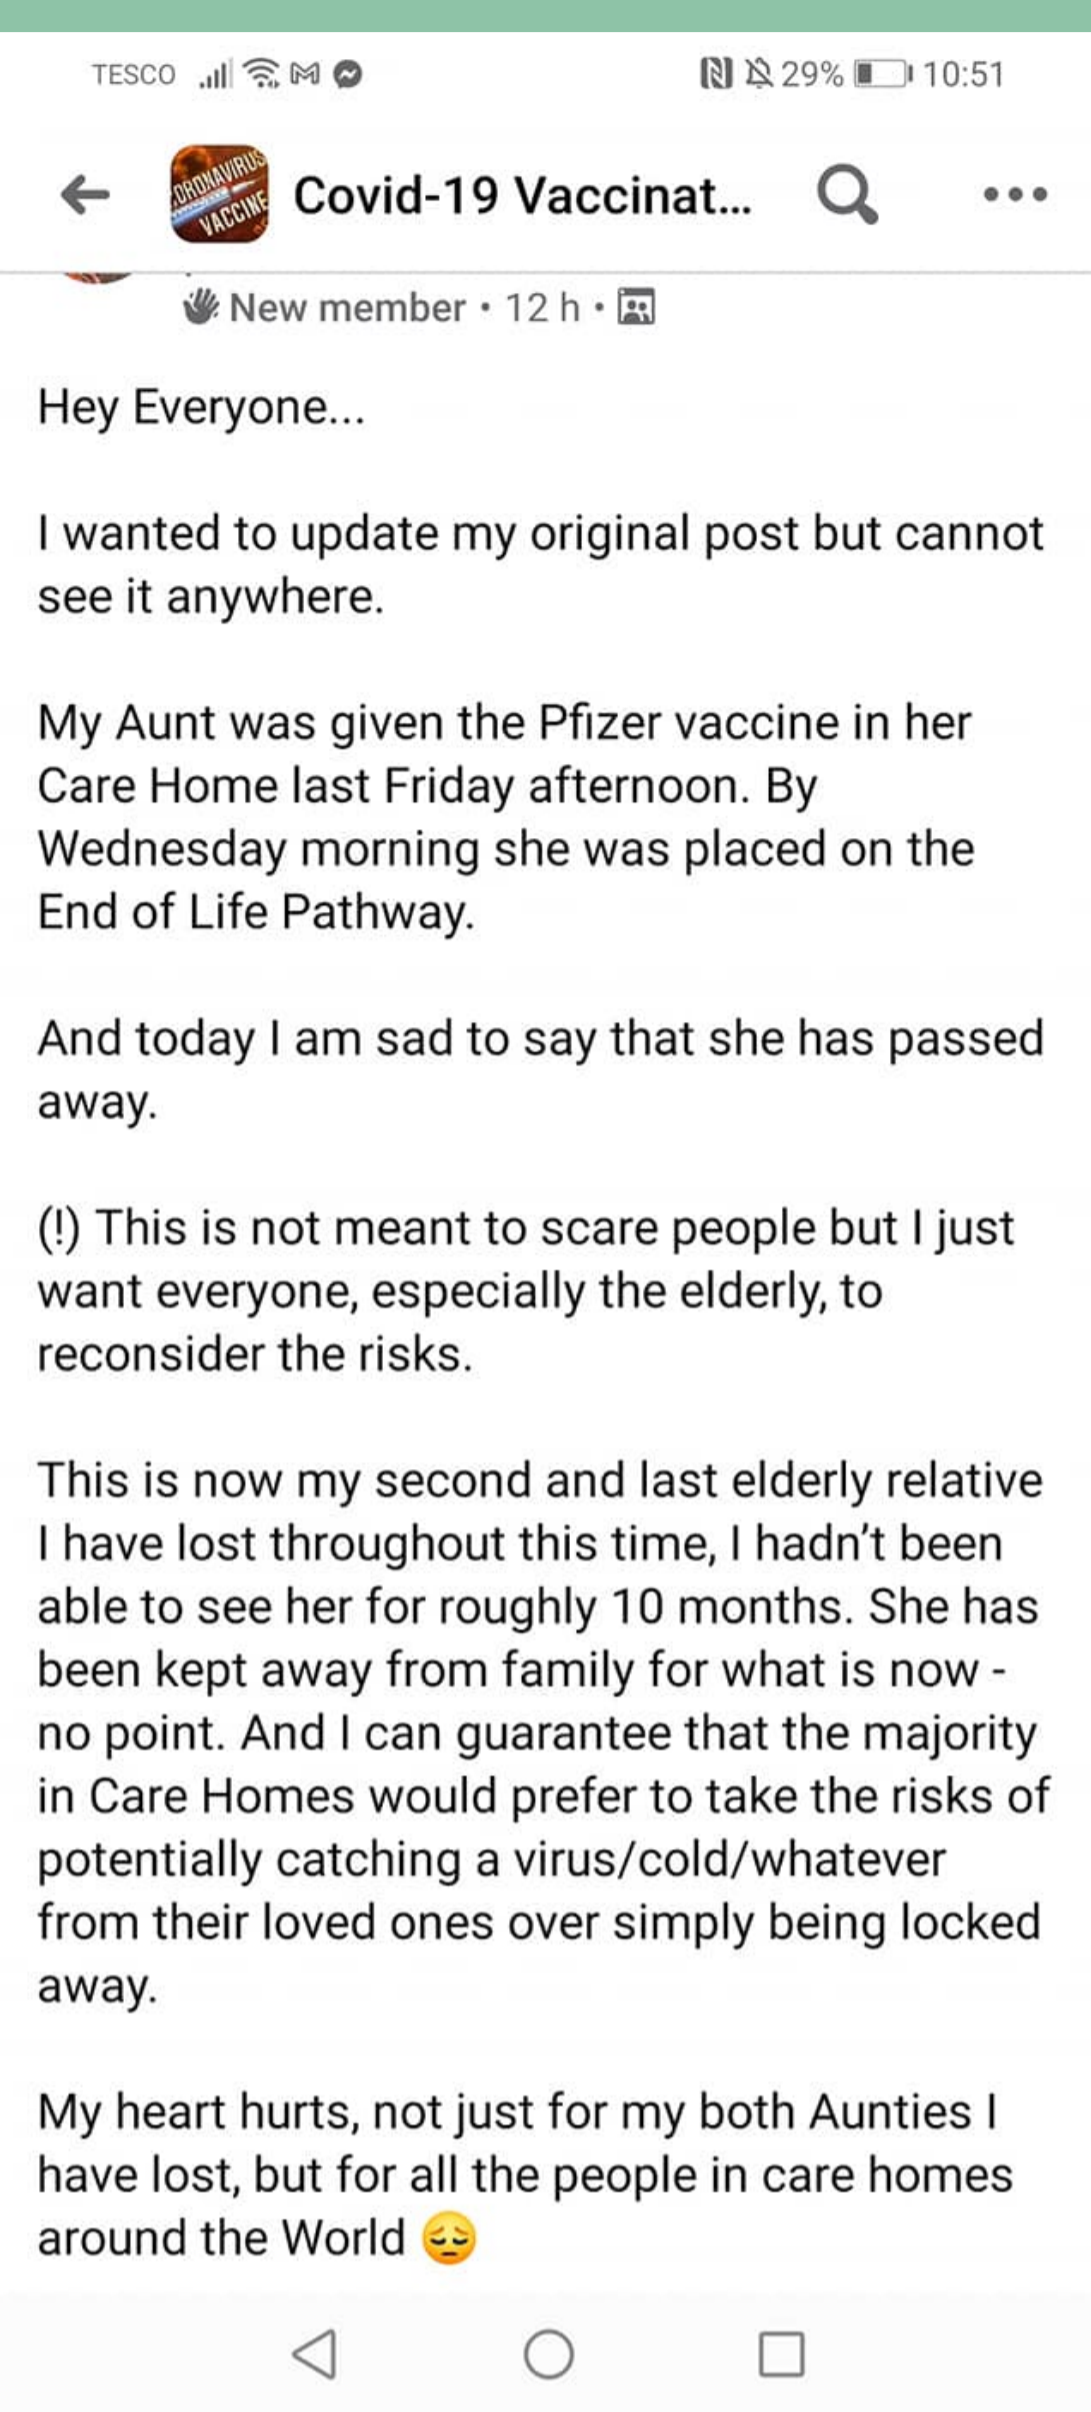 TESCO 29% 10:51
CORONAVIRUS
VACCINE
Covid-19 Vaccinat...
New member • 12 h •
Hey Everyone...
I wanted to update my original post but cannot
see it anywhere.
My Aunt was given the Pfizer vaccine in her
Care Home last Friday afternoon. By
Wednesday morning she was placed on the
End of Life Pathway.
And today I am sad to say that she has passed
away.
(!) This is not meant to scare people but I just
want everyone, especially the elderly, to
reconsider the risks.
This is now my second and last elderly relative
I have lost throughout this time, I hadn't been
able to see her for roughly 10 months. She has
been kept away from family for what is now -
no point. And I can guarantee that the majority
in Care Homes would prefer to take the risks of
potentially catching a virus/cold/whatever
from their loved ones over simply being locked
away.
My heart hurts, not just for my both Aunties I
have lost, but for all the people in care homes
around the World 😔